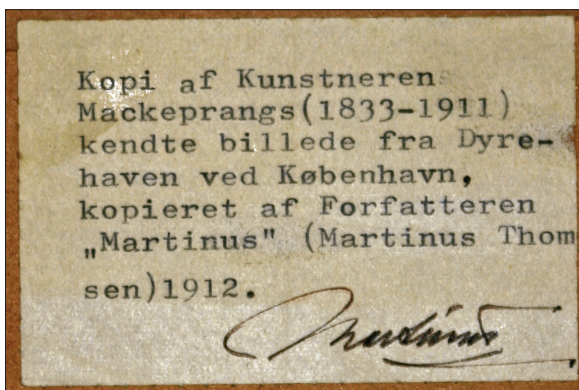 Kopi af Kunstnerens
Mackeprangs(1833-1911)
kendte billede fra Dyre-
haven ved København,
kopieret af Forfatteren
„Martinus" (Martinus Thom
sen)1912.
Martinus